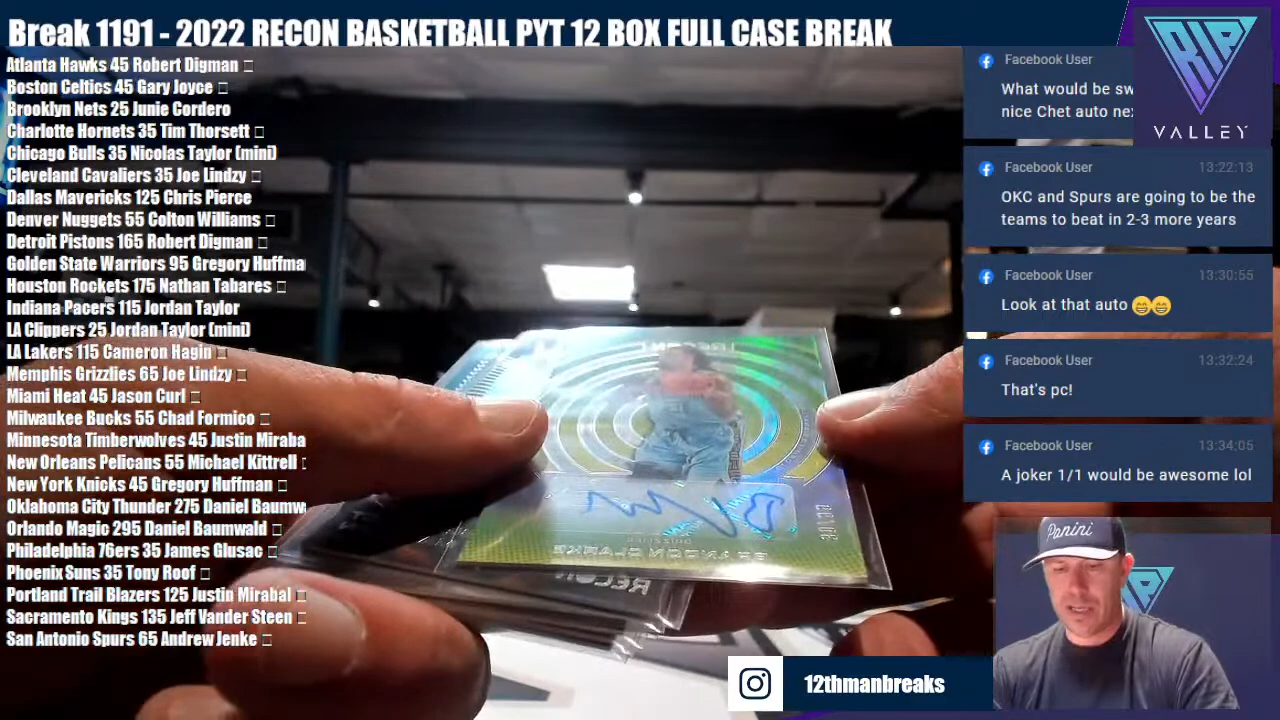 Break 1191 - 2022 RECON BASKETBALL PYT 12 BOX FULL CASE BREAK
Atlanta Hawks 45 Robert Digman
Boston Celtics 45 Gary Joyce
Brooklyn Nets 25 Junie Cordero
Charlotte Hornets 35 Tim Thorsett
Chicago Bulls 35 Nicolas Taylor (mini)
Cleveland Cavaliers 35 Joe Lindzy
Dallas Mavericks 125 Chris Pierce
Denver Nuggets 55 Colton Williams
Detroit Pistons 165 Robert Digman
Golden State Warriors 95 Gregory Huffma
Houston Rockets 175 Nathan Tabares
Indiana Pacers 115 Jordan Taylor
LA Clippers 25 Jordan Taylor (mini)
LA Lakers 115 Cameron Hagin
Memphis Grizzlies 65 Joe Lindzy
Miami Heat 45 Jason Curl
Milwaukee Bucks 55 Chad Formico
Minnesota Timberwolves 45 Justin Miraba
New Orleans Pelicans 55 Michael Kittrell
New York Knicks 45 Gregory Huffman
Oklahoma City Thunder 275 Daniel Baumw
Orlando Magic 295 Daniel Baumwald
Philadelphia 76ers 35 James Glusac
Phoenix Suns 35 Tony Roof
Portland Trail Blazers 125 Justin Mirabal
Sacramento Kings 135 Jeff Vander Steen
San Antonio Spurs 65 Andrew Jenke
RECON
BRANDON CLARKE
RECON
Facebook User
What would be sw
nice Chet auto nex
RIP
VALLEY
Facebook User 13:22:13
OKC and Spurs are going to be the
teams to beat in 2-3 more years
Facebook User 13:30:55
Look at that auto 😁😁
Facebook User 13:32:24
That's pc!
Facebook User 13:34:05
A joker 1/1 would be awesome lol
Panini
RIP
12thmanbreaks